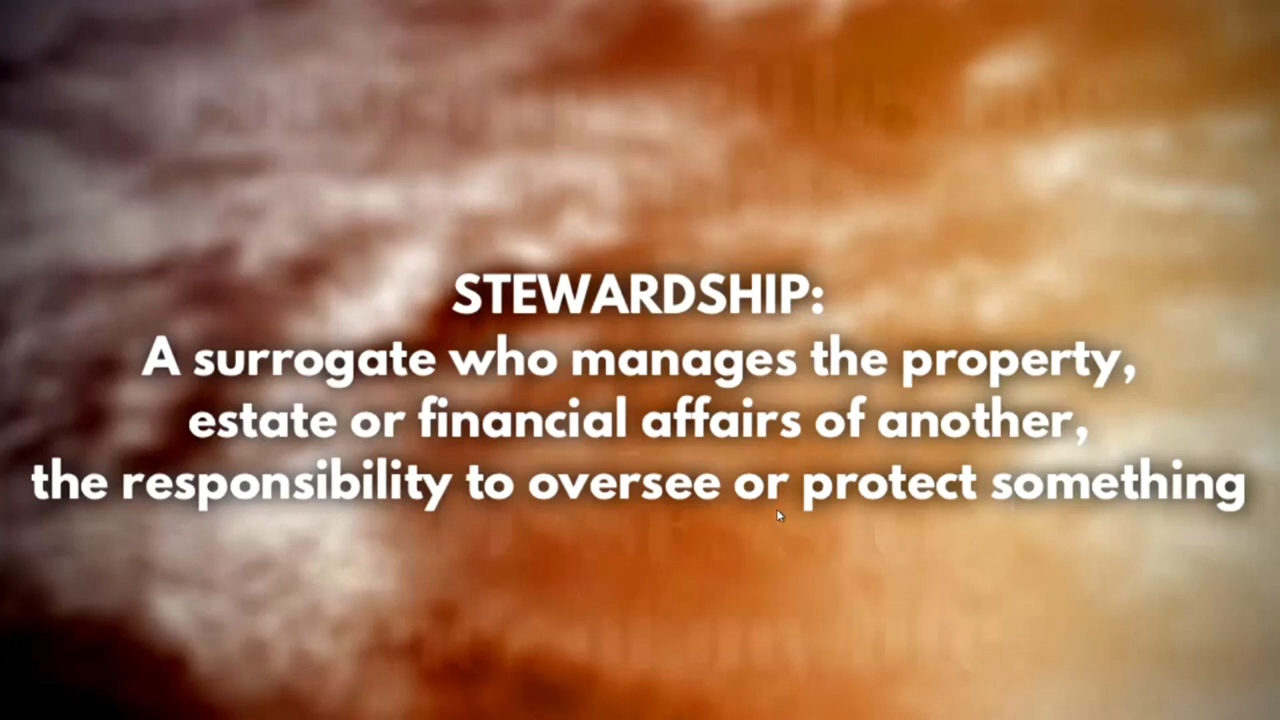 STEWARDSHIP:
A surrogate who manages the property,
estate or financial affairs of another,
the responsibility to oversee or protect something